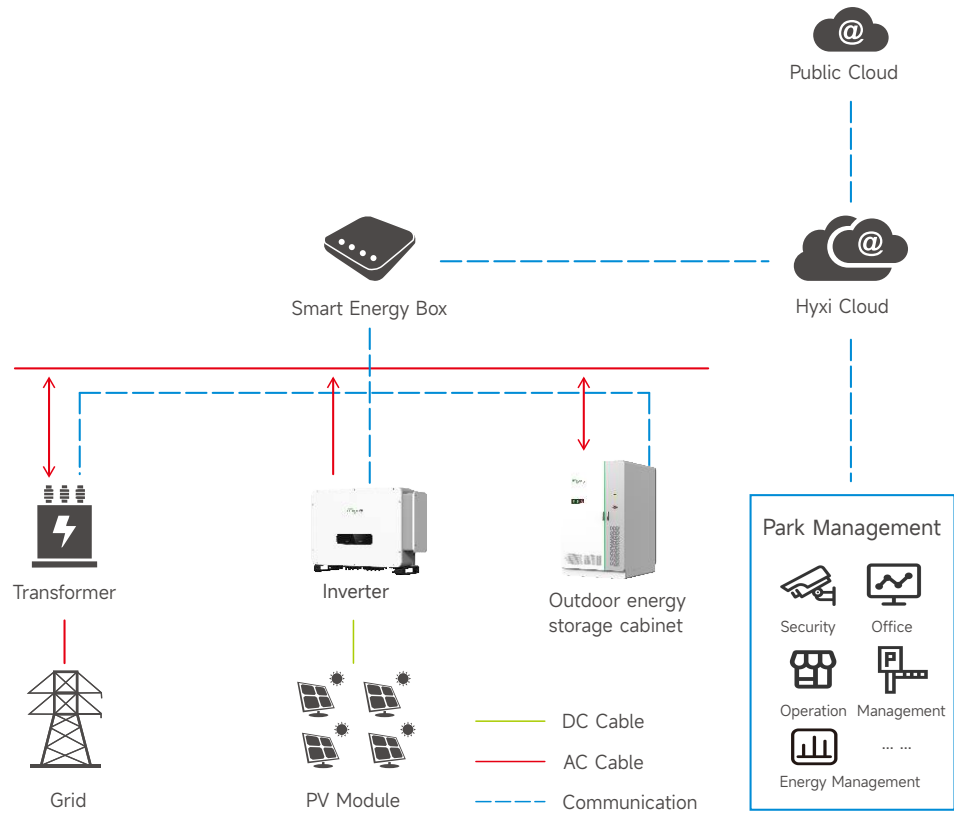 @
Public Cloud
@
Smart Energy Box
Hyxi Cloud
Park Management
Transformer
Inverter
Outdoor energy
storage cabinet
Security
Office
P
Operation
Management
DC Cable
AC Cable
... ...
Energy Management
Grid
PV Module
Communication